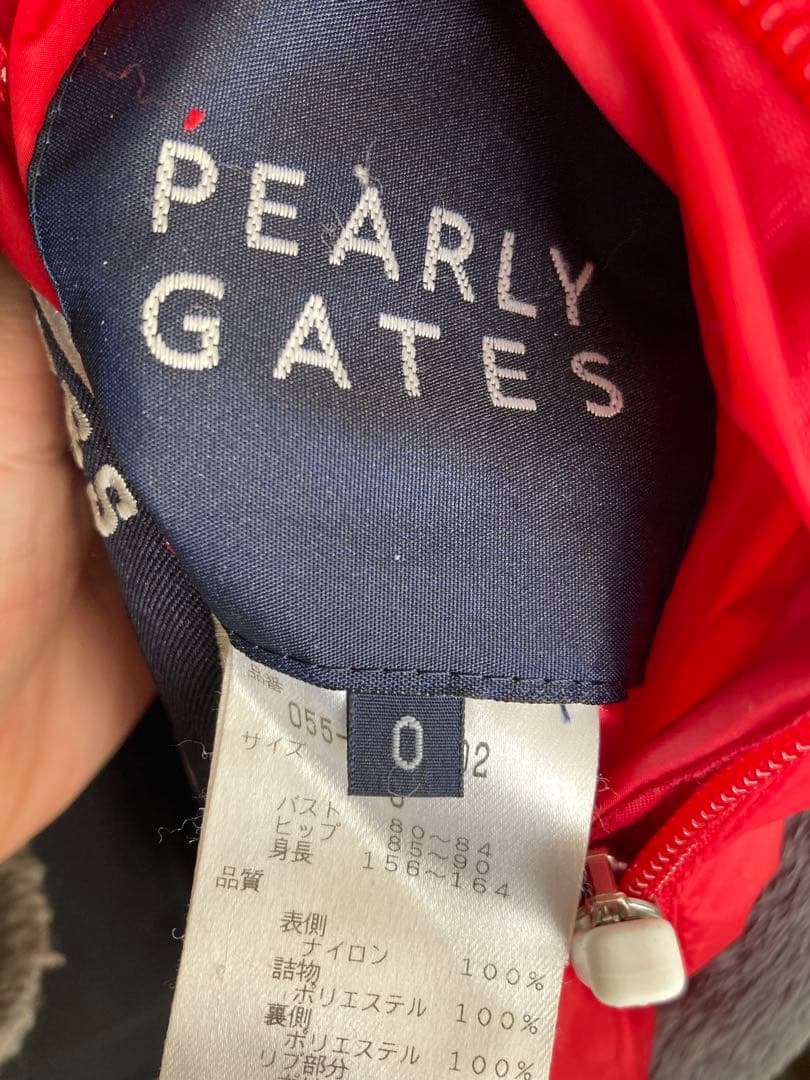 PEARLY
GATES
RS
0
品番
055-
02
サイズ
バスト 80～84
ヒップ 85～90
身長 156～164
品質
表側
ナイロン 100%
詰物
ポリエステル 100%
裏側
ポリエステル 100%
リブ部分